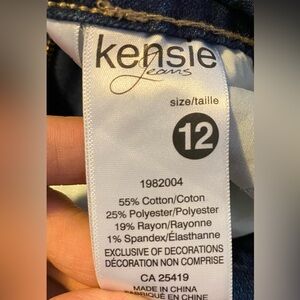 kensie
jeans
size/taille
12
1982004
55% Cotton/Coton
25% Polyester/Polyester
19% Rayon/Rayonne
1% Spandex/Élasthanne
EXCLUSIVE OF DECORATIONS
DÉCORATION NON COMPRISE
CA 25419
MADE IN CHINA
FABRIQUÉ EN CHINE